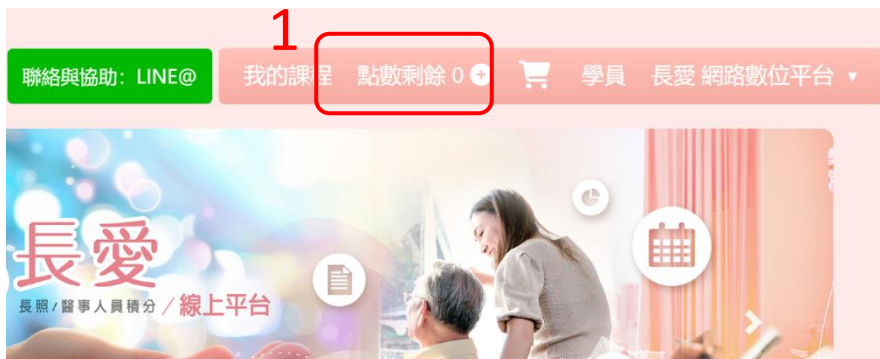 1
聯絡與協助: LINE@
我的課程 點數剩餘 0 +
學員 長愛 網路數位平台 ▼
長愛
長照/醫事人員積分/線上平台